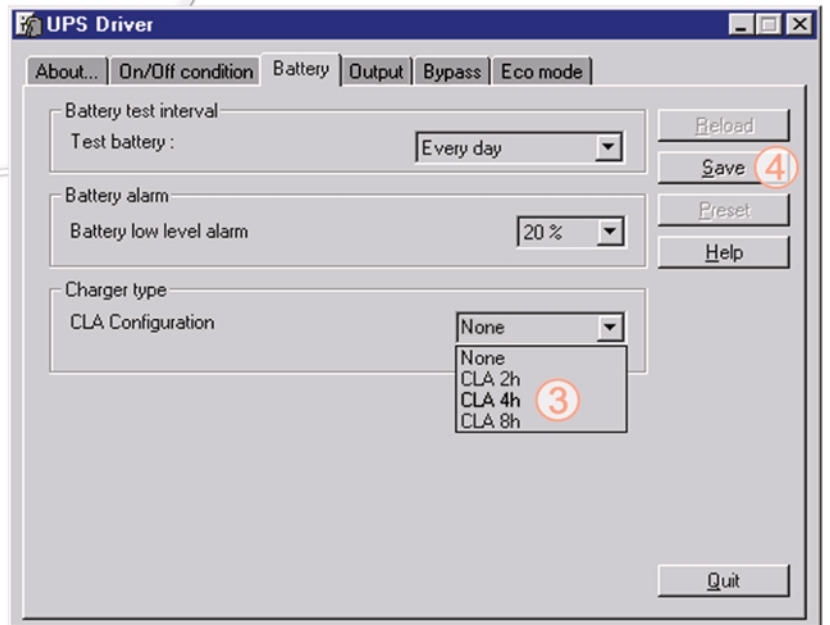 UPS Driver
About... On/Off condition Battery Output Bypass Eco mode
Battery test interval
Test battery : Every day
Reload
Save 4
Battery alarm
Battery low level alarm 20 %
Preset
Help
Charger type
CLA Configuration None
None
CLA 2h
CLA 4h 3
CLA 8h
Quit